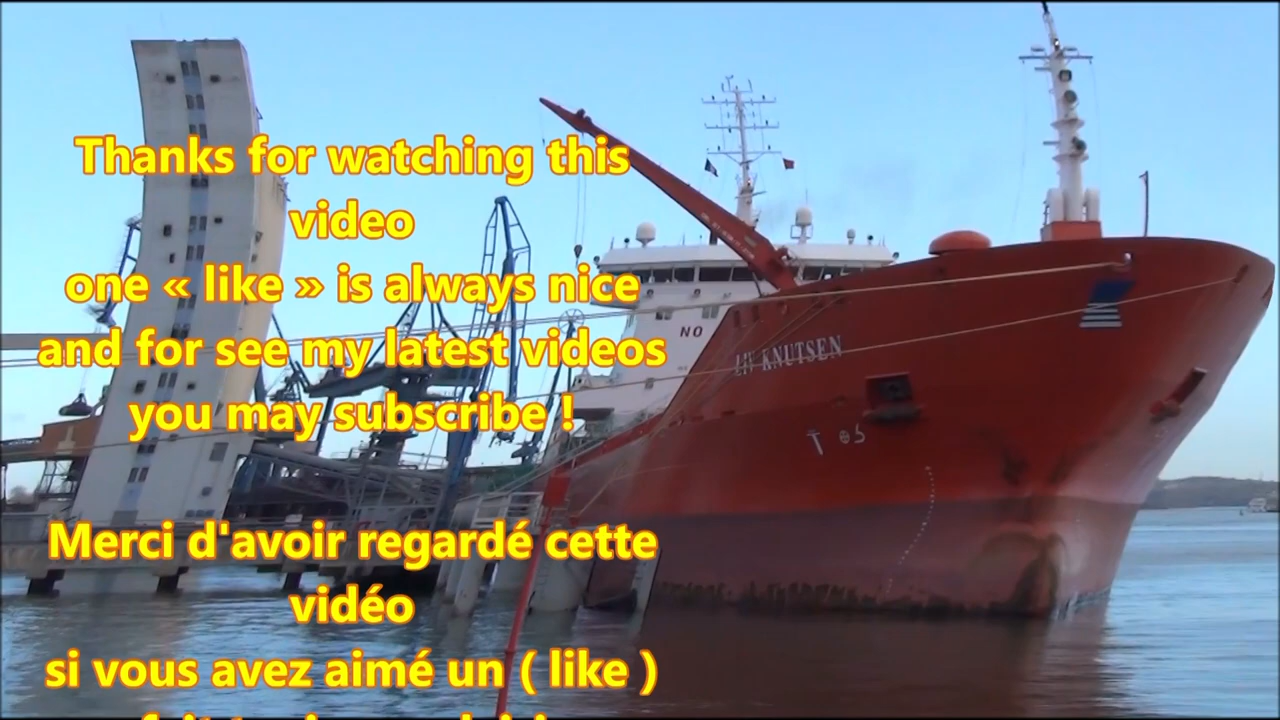 Thanks for watching this
video
one « like » is always nice
and for see my latest videos
you may subscribe !
NO
LIV KNUTSEN
Merci d'avoir regardé cette
vidéo
si vous avez aimé un ( like )